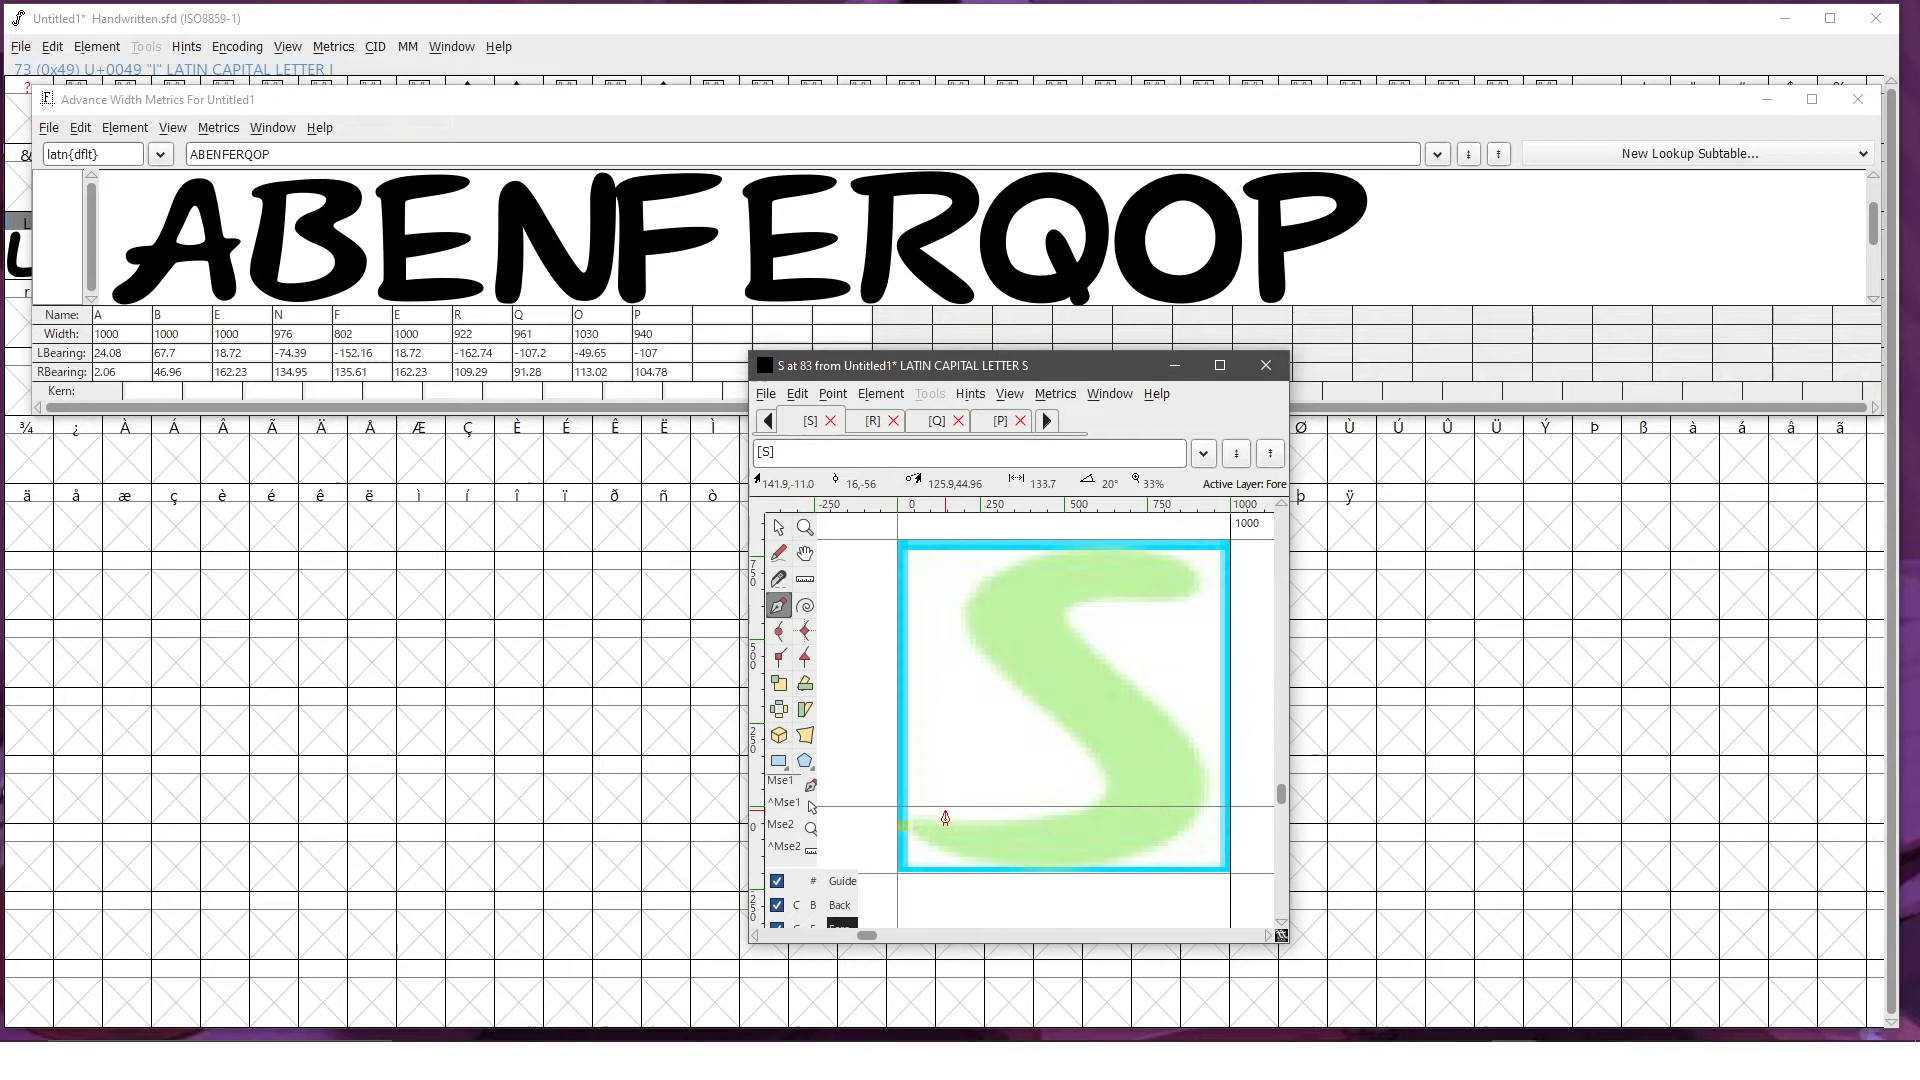 Untitled1* Handwritten.sfd (ISO8859-1)
File Edit Element Tools Hints Encoding View Metrics CID MM Window Help
73 (0x49) U+0049 "I" LATIN CAPITAL LETTER I
Advance Width Metrics For Untitled1
File Edit Element View Metrics Window Help
latn{dflt} ABENFERQOP New Lookup Subtable...
ABENFERQOP
Name: A B E N F E R Q O P
Width: 1000 1000 1000 976 802 1000 922 961 1030 940
LBearing: 24.08 67.7 18.72 -74.39 -152.16 18.72 -162.74 -107.2 -49.65 -107
RBearing: 2.06 46.96 162.23 134.95 135.61 162.23 109.29 91.28 113.02 104.78
Kern:
S at 83 from Untitled1* LATIN CAPITAL LETTER S
File Edit Point Element Tools Hints View Metrics Window Help
[S] [R] [Q] [P]
[S]
141.9,-11.0 16,-56 125.9,44.96 133.7 20° 33% Active Layer: Fore
-250 0 250 500 750 1000
1000
750
500
250
0
Mse1
^Mse1
Mse2
^Mse2
# Guide
C B Back
¾ ¿ À Á Â Ã Ä Å Æ Ç È É Ê Ë Ì Ø Ù Ú Û Ü Ý Þ ß à á â ã
ä å æ ç è é ê ë ì í î ï ð ñ ò þ ÿ